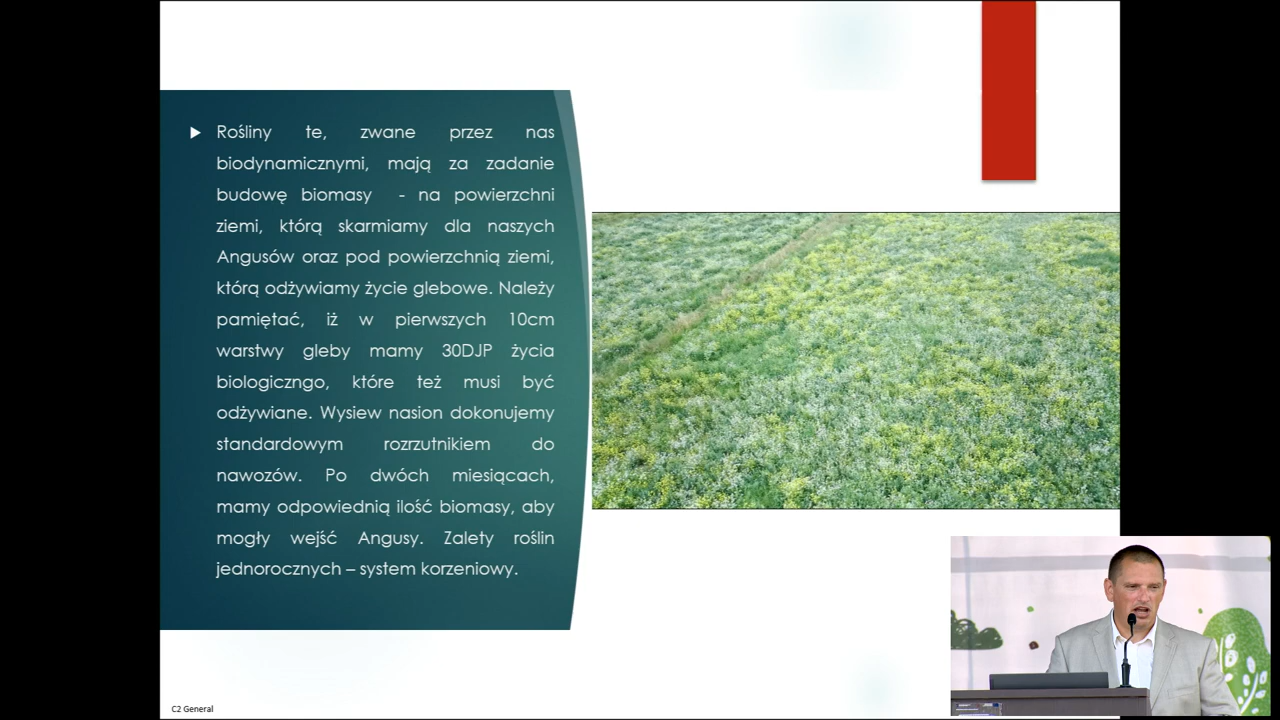 Rośliny te, zwane przez nas
biodynamicznymi, mają za zadanie
budowę biomasy - na powierzchni
ziemi, którą skarmiamy dla naszych
Angusów oraz pod powierzchnią ziemi,
którą odżywiamy życie glebowe. Należy
pamiętać, iż w pierwszych 10cm
warstwy gleby mamy 30DJP życia
biologiczngo, które też musi być
odżywiane. Wysiew nasion dokonujemy
standardowym rozrzutnikiem do
nawozów. Po dwóch miesiącach,
mamy odpowiednią ilość biomasy, aby
mogły wejść Angusy. Zalety roślin
jednorocznych – system korzeniowy.
C2 General